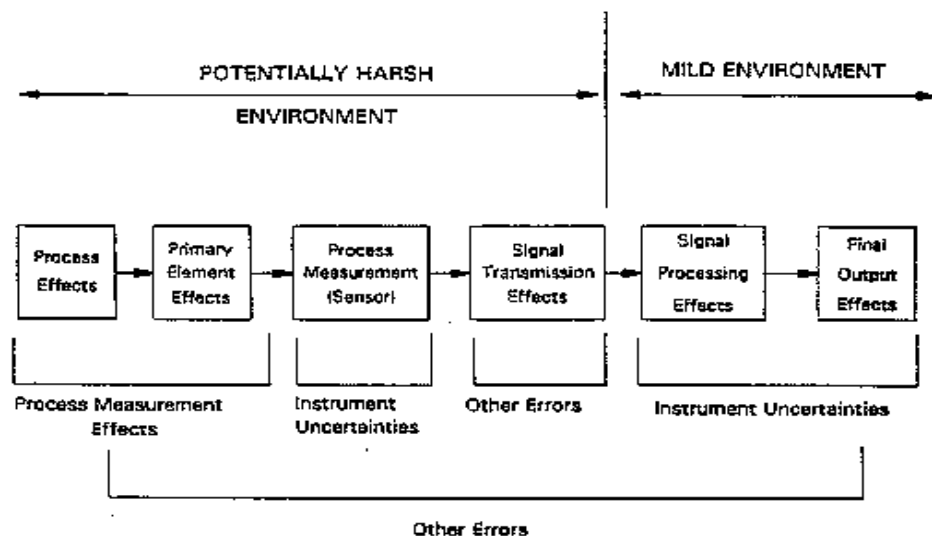 POTENTIALLY HARSH
ENVIRONMENT
MILD ENVIRONMENT
Process
Effects
Primary
Element
Effects
Process
Measurement
(Sensor)
Signal
Transmission
Effects
Signal
Processing
Effects
Final
Output
Effects
Process Measurement
Effects
Instrument
Uncertainties
Other Errors
Instrument Uncertainties
Other Errors